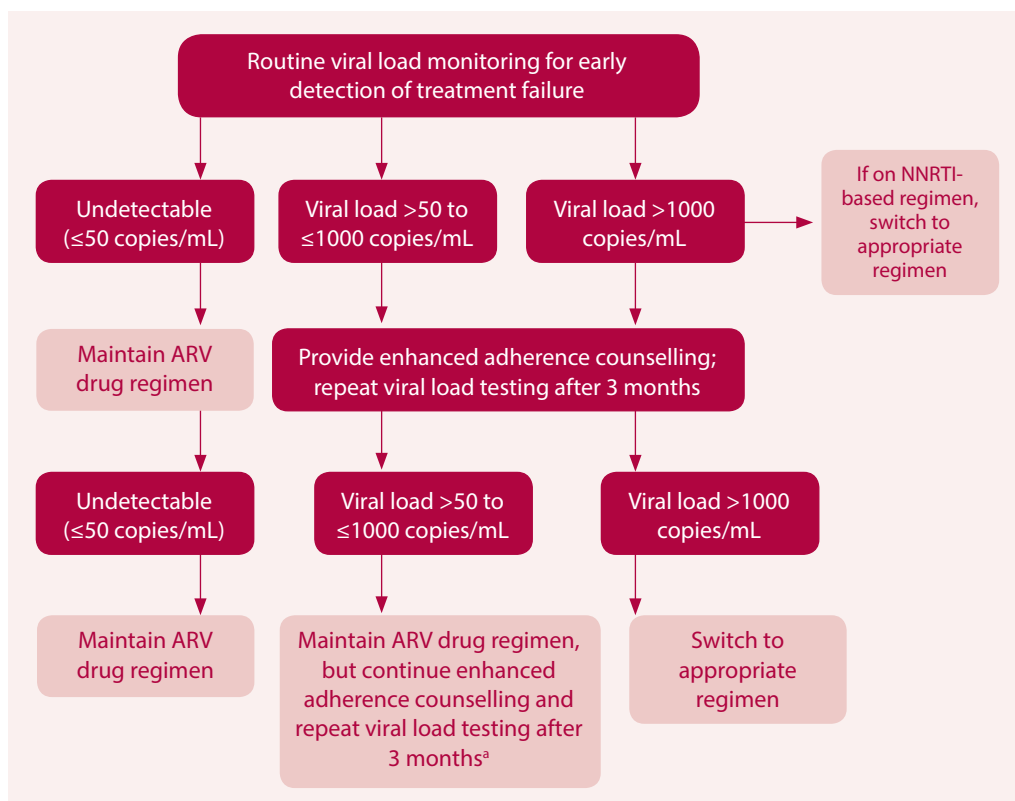 Routine viral load monitoring for early
detection of treatment failure
Undetectable
(≤50 copies/mL)
Viral load >50 to
≤1000 copies/mL
Viral load >1000
copies/mL
If on NNRTI-
based regimen,
switch to
appropriate
regimen
Maintain ARV
drug regimen
Provide enhanced adherence counselling;
repeat viral load testing after 3 months
Undetectable
(≤50 copies/mL)
Viral load >50 to
≤1000 copies/mL
Viral load >1000
copies/mL
Maintain ARV
drug regimen
Maintain ARV drug regimen,
but continue enhanced
adherence counselling and
repeat viral load testing after
3 monthsᵃ
Switch to
appropriate
regimen